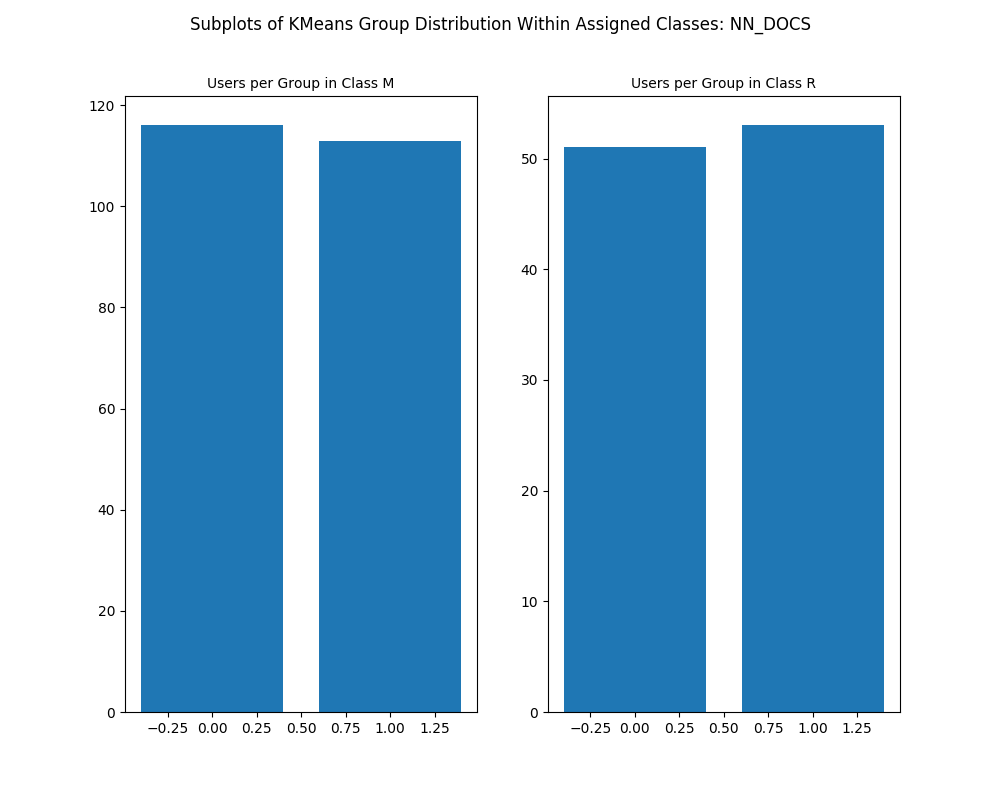 Subplots of KMeans Group Distribution Within Assigned Classes: NN_DOCS
Users per Group in Class M
120
100
80
60
40
20
0
−0.25 0.00 0.25 0.50 0.75 1.00 1.25
Users per Group in Class R
50
40
30
20
10
0
−0.25 0.00 0.25 0.50 0.75 1.00 1.25